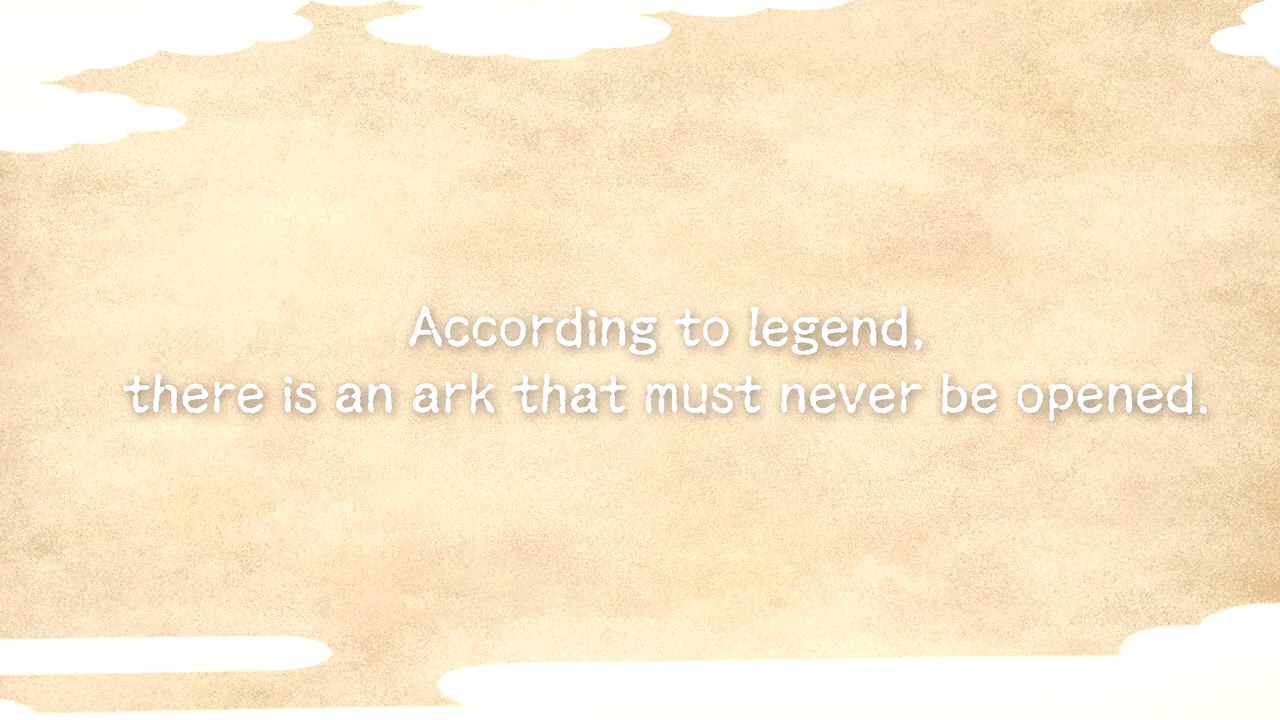 According to legend,
there is an ark that must never be opened.